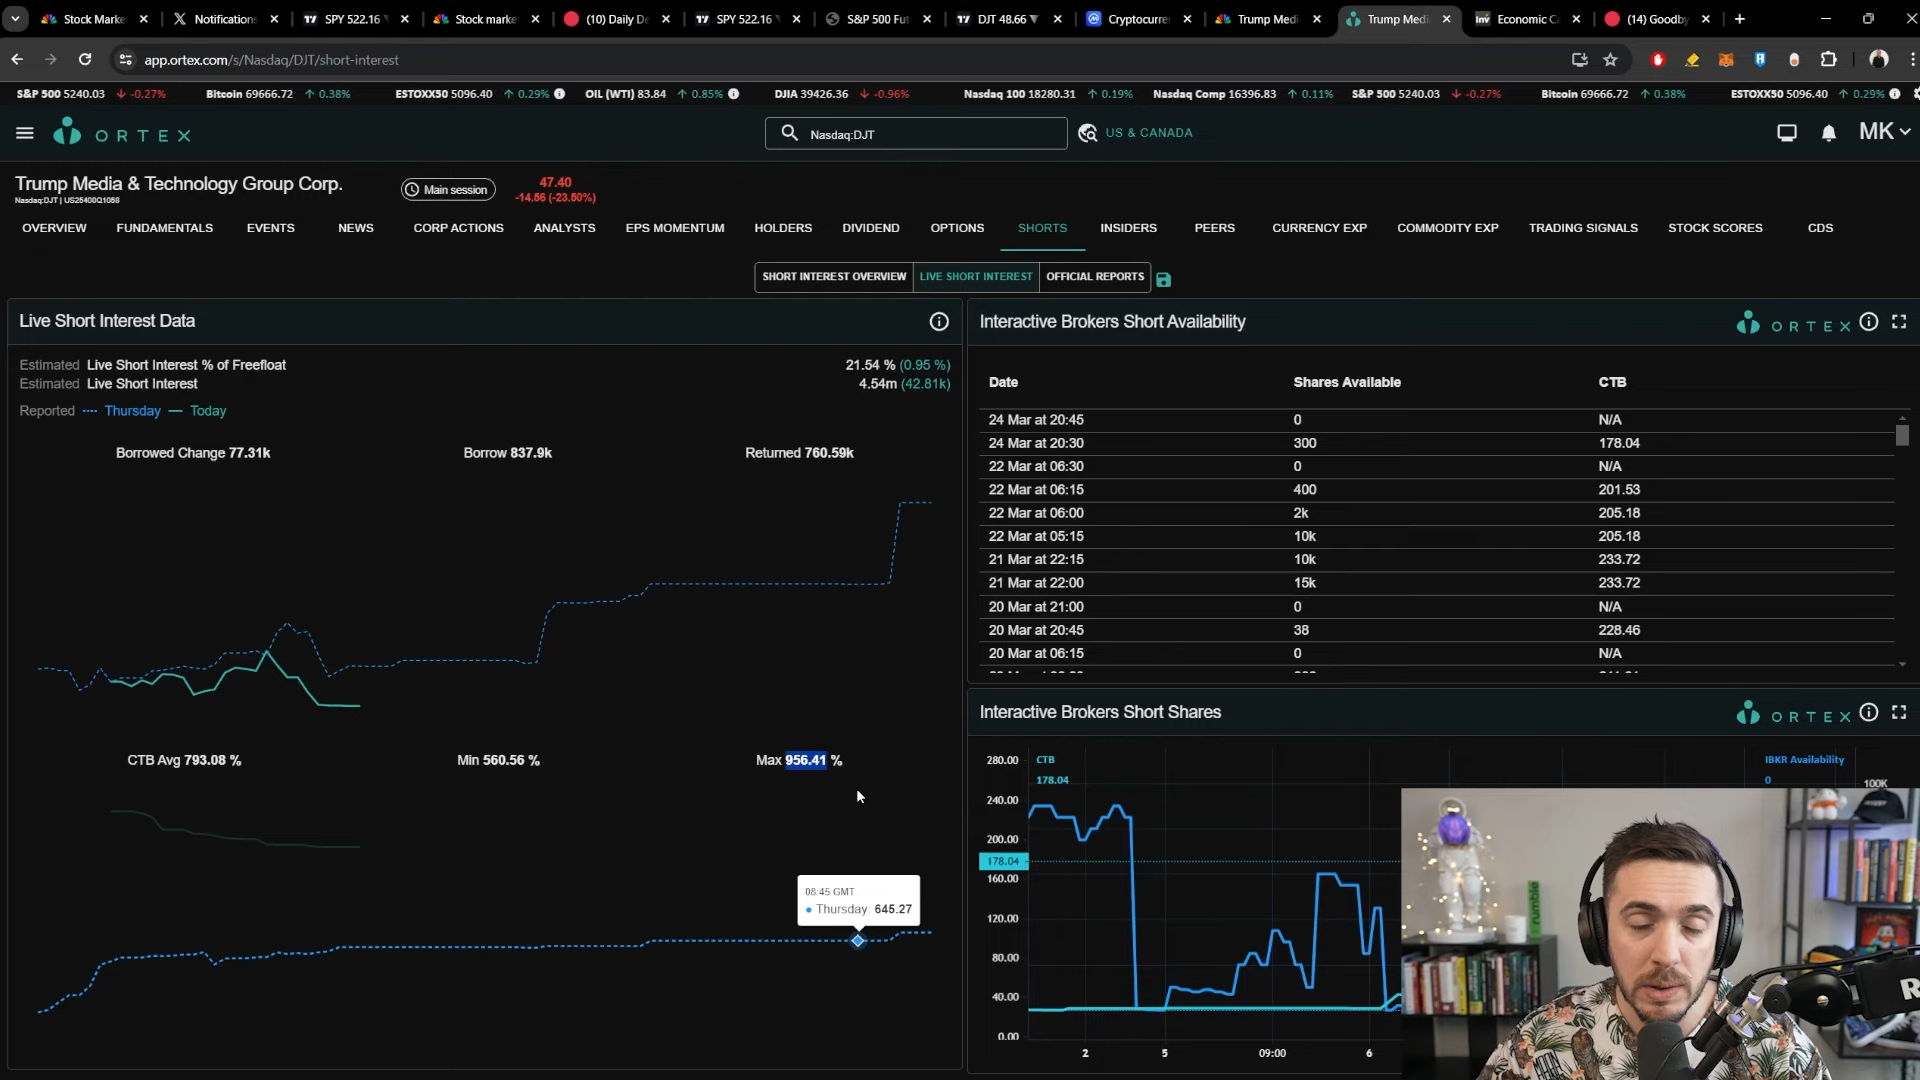 Stock Marke
Notifications
SPY 522.16
Stock marke
(10) Daily De
SPY 522.16
S&P 500 Fut
DJT 48.66
Cryptocurre
Trump Medi
Trump Medi
Economic C
(14) Goodby
app.ortex.com/s/Nasdaq/DJT/short-interest
S&P 500 5240.03 -0.27% Bitcoin 69666.72 0.38% ESTOXX50 5096.40 0.29% OIL (WTI) 83.84 0.85% DJIA 39426.36 -0.96% Nasdaq 100 18280.31 0.19% Nasdaq Comp 16396.83 0.11% S&P 500 5240.03 -0.27% Bitcoin 69666.72 0.38% ESTOXX50 5096.40 0.29%
ORTEX
Nasdaq:DJT
US & CANADA
MK
Trump Media & Technology Group Corp.
Nasdaq:DJT | US25400Q1058
Main session
47.40
-14.56 (-23.50%)
OVERVIEW FUNDAMENTALS EVENTS NEWS CORP ACTIONS ANALYSTS EPS MOMENTUM HOLDERS DIVIDEND OPTIONS SHORTS INSIDERS PEERS CURRENCY EXP COMMODITY EXP TRADING SIGNALS STOCK SCORES CDS
SHORT INTEREST OVERVIEW LIVE SHORT INTEREST OFFICIAL REPORTS
Live Short Interest Data
Estimated Live Short Interest % of Freefloat 21.54 % (0.95 %)
Estimated Live Short Interest 4.54m (42.81k)
Reported Thursday Today
Borrowed Change 77.31k Borrow 837.9k Returned 760.59k
CTB Avg 793.08 % Min 560.56 % Max 956.41 %
08:45 GMT
Thursday: 645.27
Interactive Brokers Short Availability
ORTEX
Date Shares Available CTB
24 Mar at 20:45 0 N/A
24 Mar at 20:30 300 178.04
22 Mar at 06:30 0 N/A
22 Mar at 06:15 400 201.53
22 Mar at 06:00 2k 205.18
22 Mar at 05:15 10k 205.18
21 Mar at 22:15 10k 233.72
21 Mar at 22:00 15k 233.72
20 Mar at 21:00 0 N/A
20 Mar at 20:45 38 228.46
20 Mar at 06:15 0 N/A
Interactive Brokers Short Shares
ORTEX
280.00
CTB
178.04
IBKR Availability
0
100K
240.00
200.00
178.04
160.00
120.00
80.00
40.00
0.00
2 5 09:00 6
rumble
R